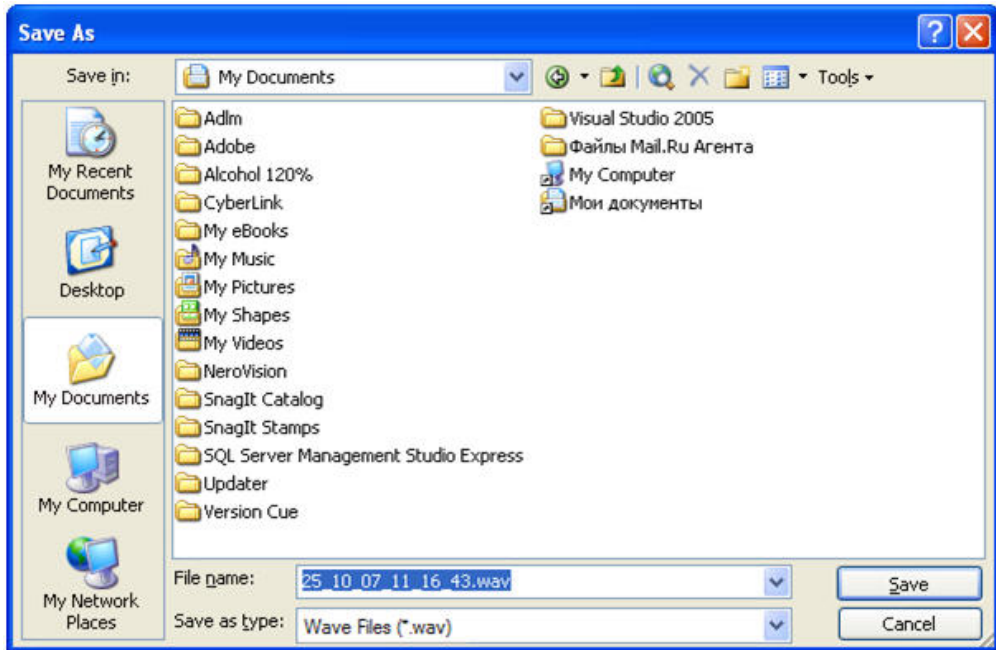 Save As
Save in:
My Documents
Tools
My Recent
Documents
Desktop
My Documents
My Computer
My Network
Places
Adlm
Adobe
Alcohol 120%
CyberLink
My eBooks
My Music
My Pictures
My Shapes
My Videos
NeroVision
SnagIt Catalog
SnagIt Stamps
SQL Server Management Studio Express
Updater
Version Cue
Visual Studio 2005
Файлы Mail.Ru Агента
My Computer
Мои документы
File name:
25_10_07_11_16_43.wav
Save
Save as type:
Wave Files (*.wav)
Cancel